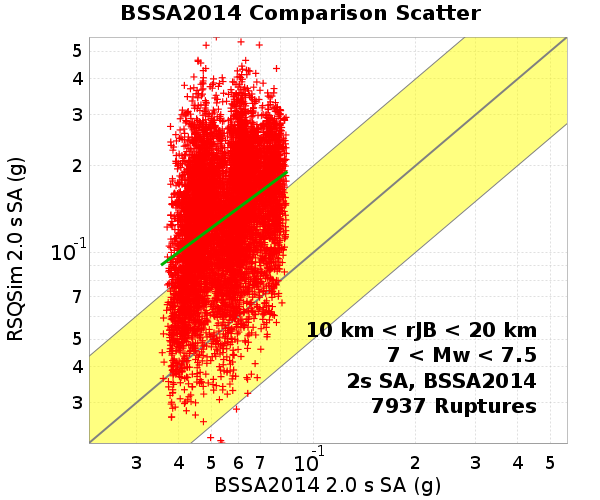 BSSA2014 Comparison Scatter
RSQSim 2.0 s SA (g)
5
4
3
2
10⁻¹
7
5
4
3
10 km < rJB < 20 km
7 < Mw < 7.5
2s SA, BSSA2014
7937 Ruptures
3 4 5 6 7 10⁻¹ 2 3 4 5
BSSA2014 2.0 s SA (g)